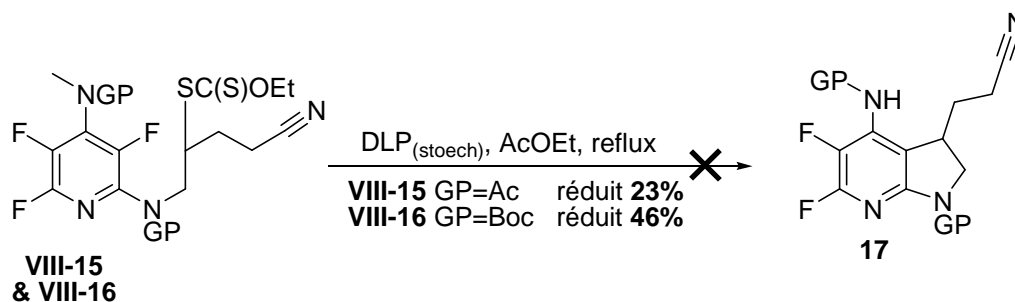 SC(S)OEt
N
GP
N
F
F
F
N
N
GP
VIII-15
& VIII-16
DLP(stoech), AcOEt, reflux
VIII-15 GP=Ac réduit 23%
VIII-16 GP=Boc réduit 46%
N
GP
NH
F
F
N
N
GP
17